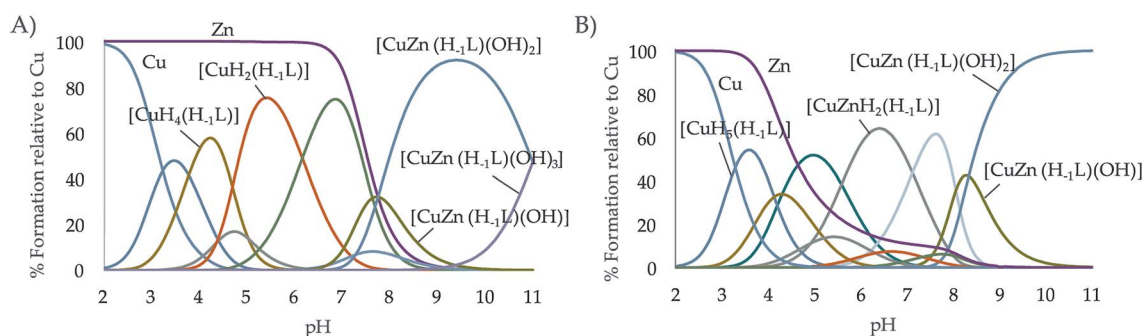 A)
% Formation relative to Cu
100
80
60
40
20
0
2 3 4 5 6 7 8 9 10 11
pH
Zn
Cu
[CuH₄(H₋₁L)]
[CuH₂(H₋₁L)]
[CuZn (H₋₁L)(OH)₂]
[CuZn (H₋₁L)(OH)₃]
[CuZn (H₋₁L)(OH)]
B)
% Formation relative to Cu
100
80
60
40
20
0
2 3 4 5 6 7 8 9 10 11
pH
Zn
Cu
[CuH₅(H₋₁L)]
[CuZnH₂(H₋₁L)]
[CuZn (H₋₁L)(OH)₂]
[CuZn (H₋₁L)(OH)]